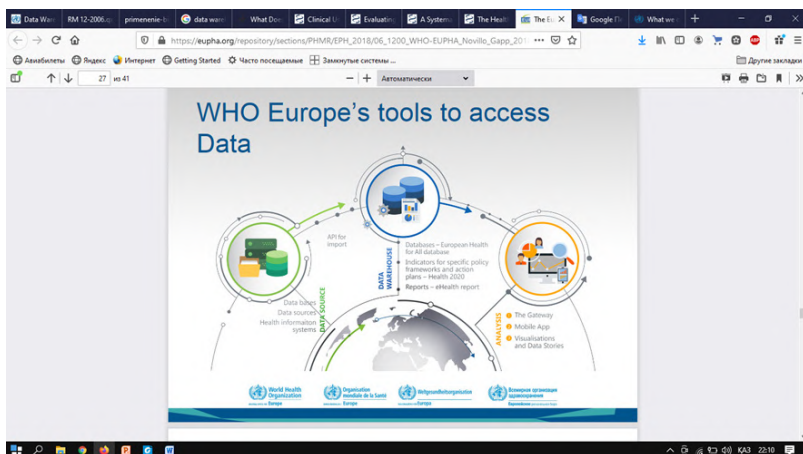 Data War
RM 12-2006.q
primenenie-b
data ware
What Doe
Clinical U
Evaluating
A Systema
The Healt
The Eu
Google По
What we
https://eupha.org/repository/sections/PHMR/EPH_2018/06_1200_WHO-EUPHA_Novillo_Gapp_201
Авиабилеты
Яндекс
Интернет
Getting Started
Часто посещаемые
Замкнутые системы ...
Другие закладки
27 из 41
Автоматически
WHO Europe's tools to access
Data
API for
import
Data bases
Data sources
Health information
systems
DATA SOURCE
DATA
WAREHOUSE
Databases – European Health
for All database
Indicators for specific policy
frameworks and action
plans – Health 2020
Reports – eHealth report
ANALYSIS
The Gateway
Mobile App
Visualisations
and Data Stories
World Health
Organization
Europe
Organisation
mondiale de la Santé
Europe
Weltgesundheitsorganisation
Europa
Всемирная организация
здравоохранения
КАЗ 22:10